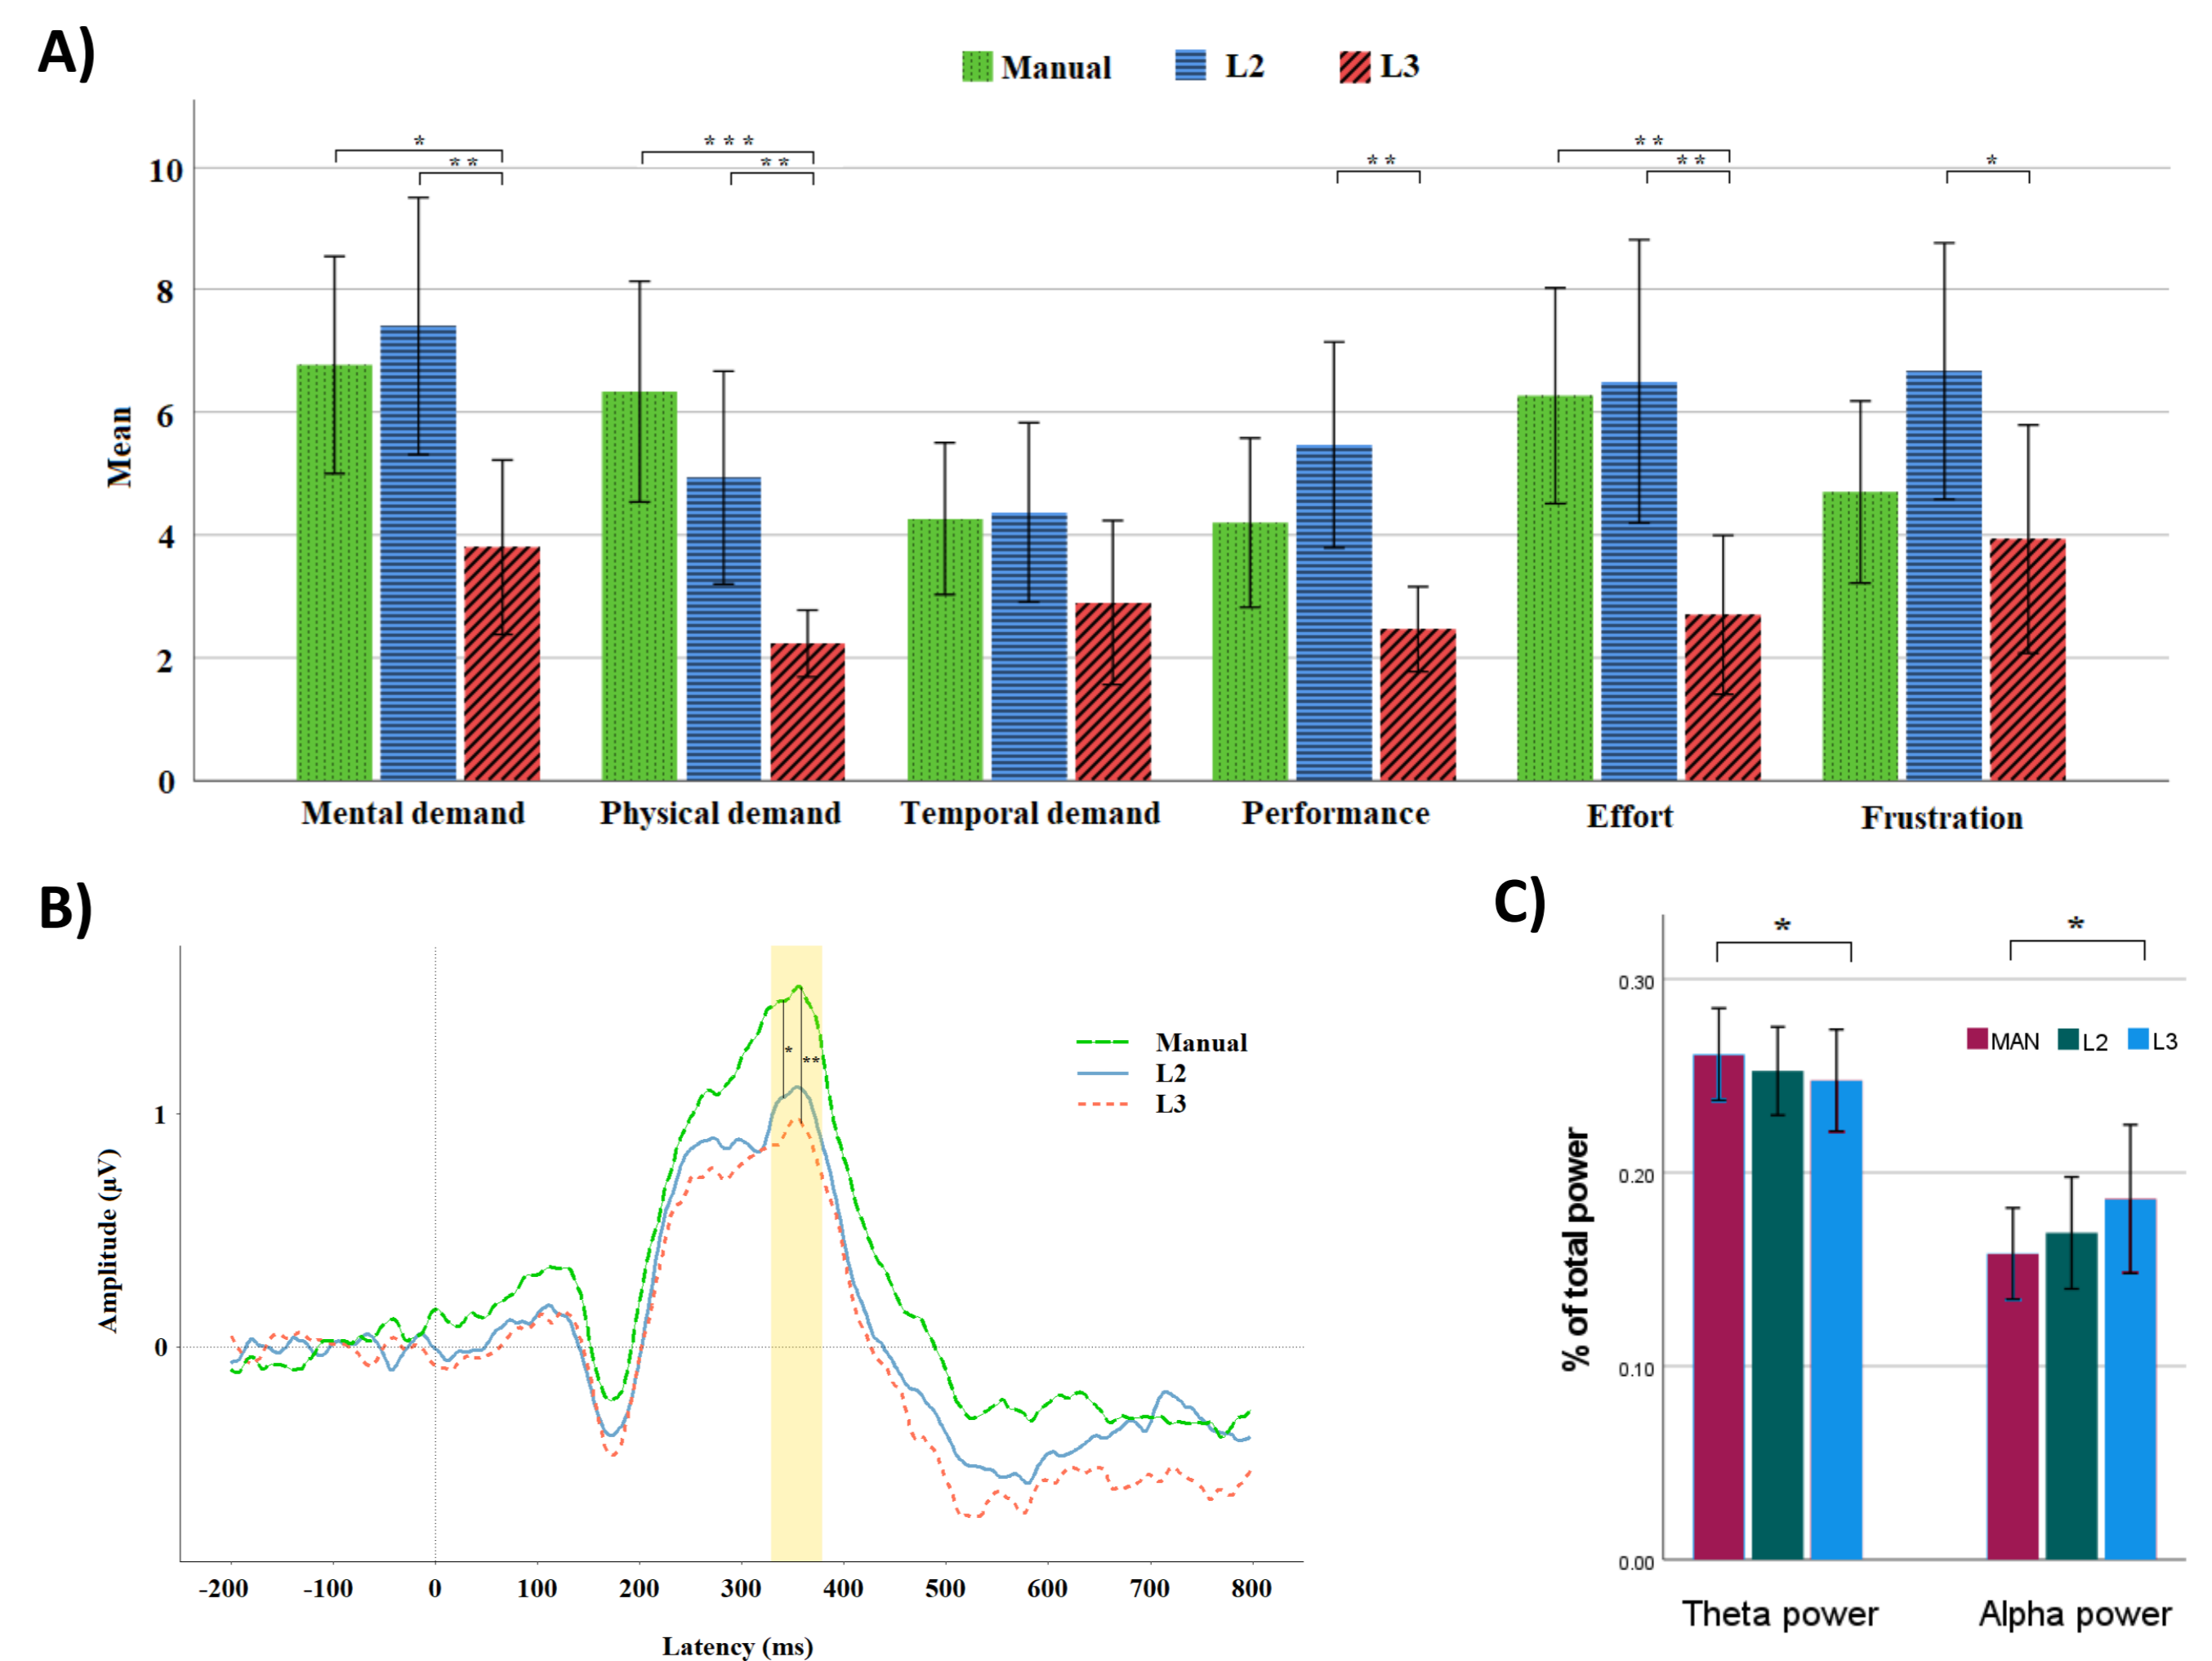 A)
Manual L2 L3
* * * * * * *
* * * * * * * * * *
10
8
6
4
2
0
Mean
Mental demand Physical demand Temporal demand Performance Effort Frustration
B)
Manual
L2
L3
* **
1
0
Amplitude (μV)
-200 -100 0 100 200 300 400 500 600 700 800
Latency (ms)
C)
* *
0.30
MAN L2 L3
0.20
0.10
0.00
% of total power
Theta power Alpha power